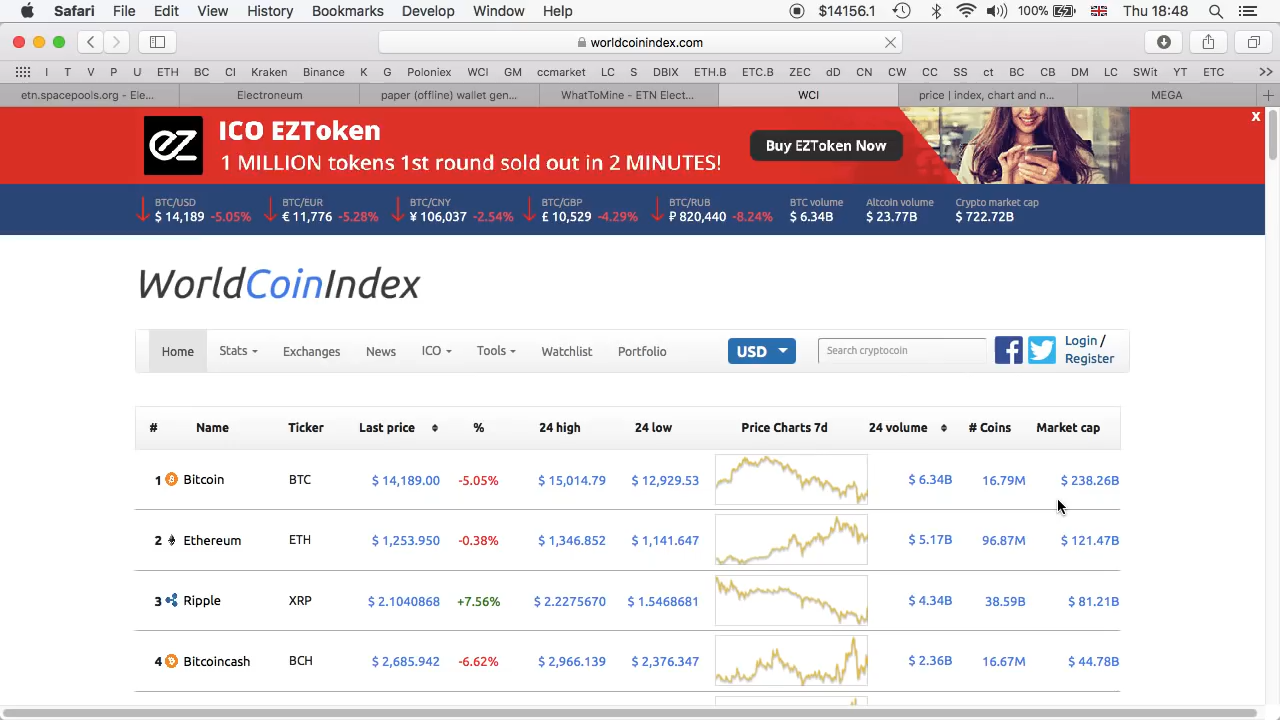 Safari File Edit View History Bookmarks Develop Window Help $14156.1 100% Thu 18:48
worldcoinindex.com
I T V P U ETH BC CI Kraken Binance K G Poloniex WCI GM ccmarket LC S DBIX ETH.B ETC.B ZEC dD CN CW CC SS ct BC CB DM LC SWit YT ETC >>
etn.spacepools.org - Ele... Electroneum paper (offline) wallet gen... WhatToMine - ETN Elect... WCI price | index, chart and n... MEGA +
ez ICO EZToken x
1 MILLION tokens 1st round sold out in 2 MINUTES! Buy EZToken Now
BTC/USD BTC/EUR BTC/CNY BTC/GBP BTC/RUB BTC volume Altcoin volume Crypto market cap
$ 14,189 -5.05% € 11,776 -5.28% ¥ 106,037 -2.54% £ 10,529 -4.29% ₽ 820,440 -8.24% $ 6.34B $ 23.77B $ 722.72B
WorldCoinIndex
Home Stats Exchanges News ICO Tools Watchlist Portfolio USD Search cryptocoin Login / Register
# Name Ticker Last price % 24 high 24 low Price Charts 7d 24 volume # Coins Market cap
1 Bitcoin BTC $ 14,189.00 -5.05% $ 15,014.79 $ 12,929.53 $ 6.34B 16.79M $ 238.26B
2 Ethereum ETH $ 1,253.950 -0.38% $ 1,346.852 $ 1,141.647 $ 5.17B 96.87M $ 121.47B
3 Ripple XRP $ 2.1040868 +7.56% $ 2.2275670 $ 1.5468681 $ 4.34B 38.59B $ 81.21B
4 Bitcoincash BCH $ 2,685.942 -6.62% $ 2,966.139 $ 2,376.347 $ 2.36B 16.67M $ 44.78B